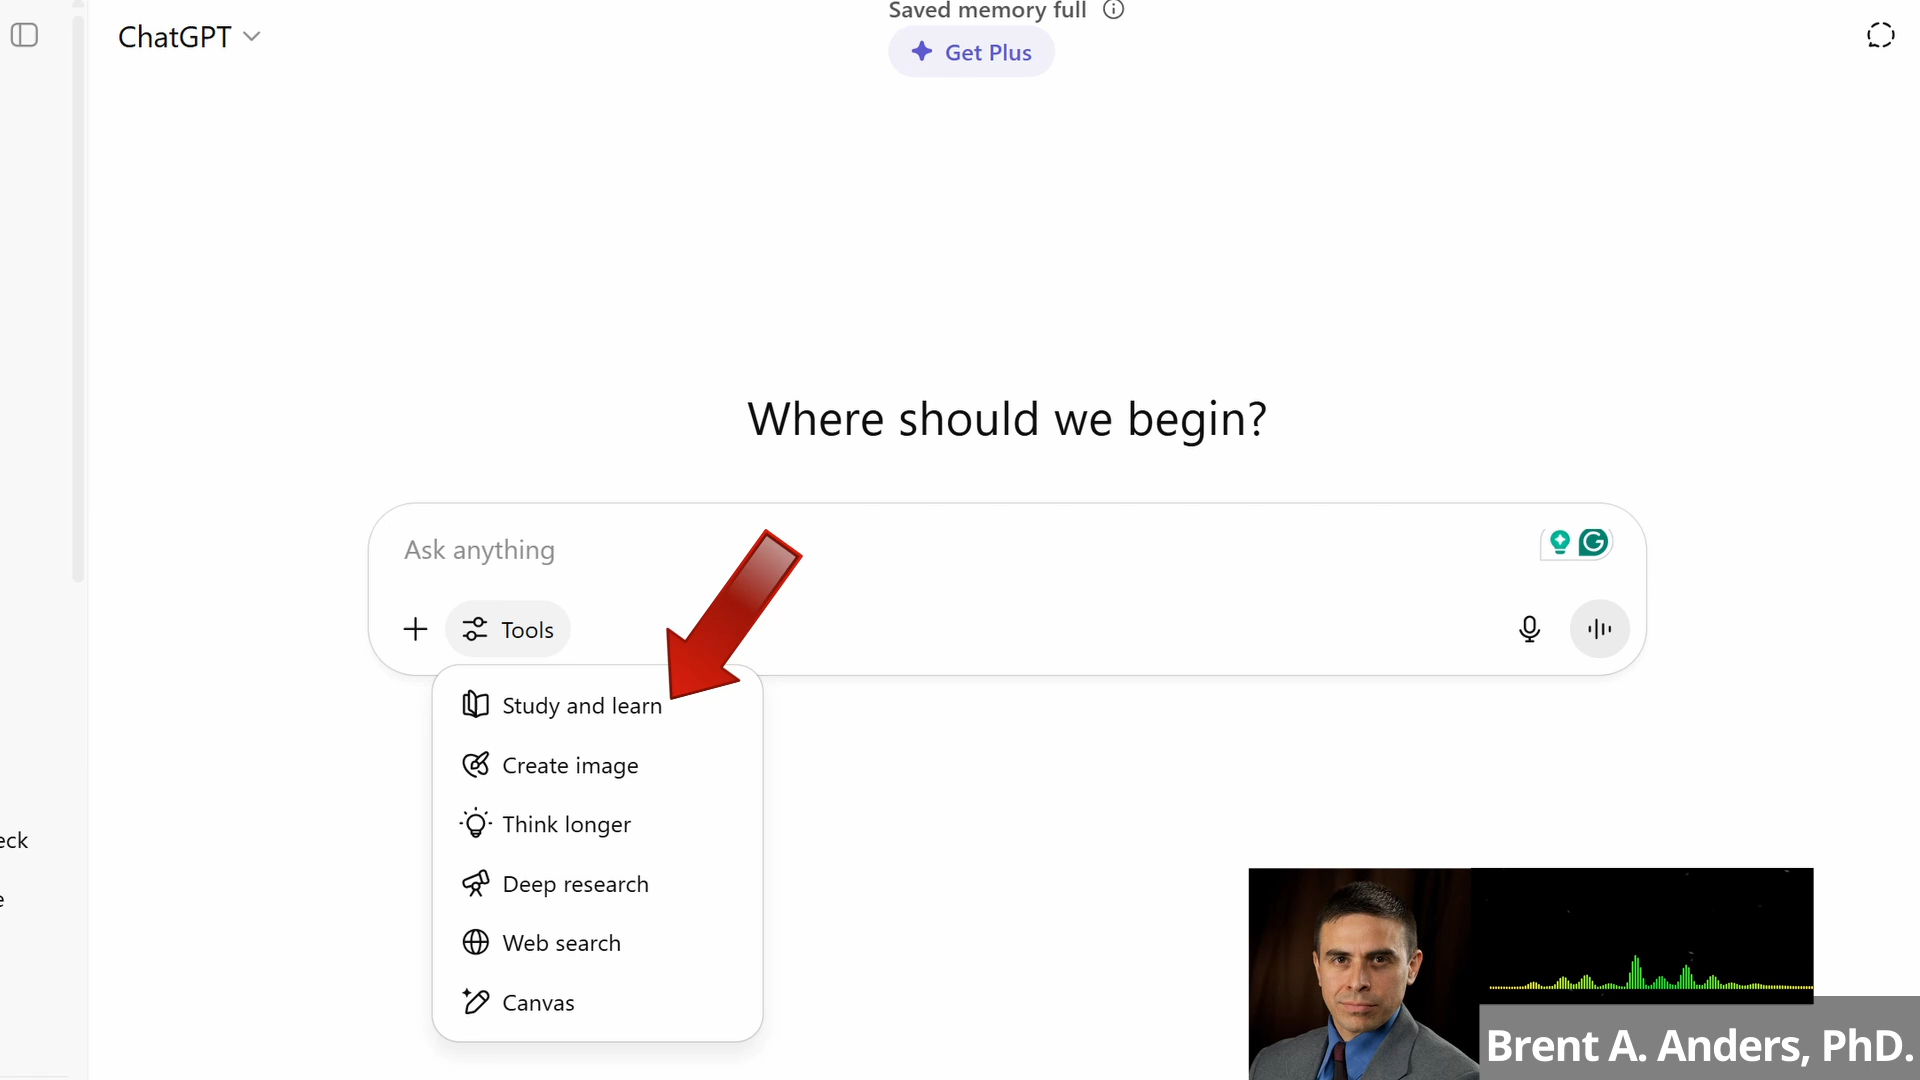 ChatGPT
Saved memory full
Get Plus
Where should we begin?
Ask anything
Tools
Study and learn
Create image
Think longer
Deep research
Web search
Canvas
eck
e
Brent A. Anders, PhD.